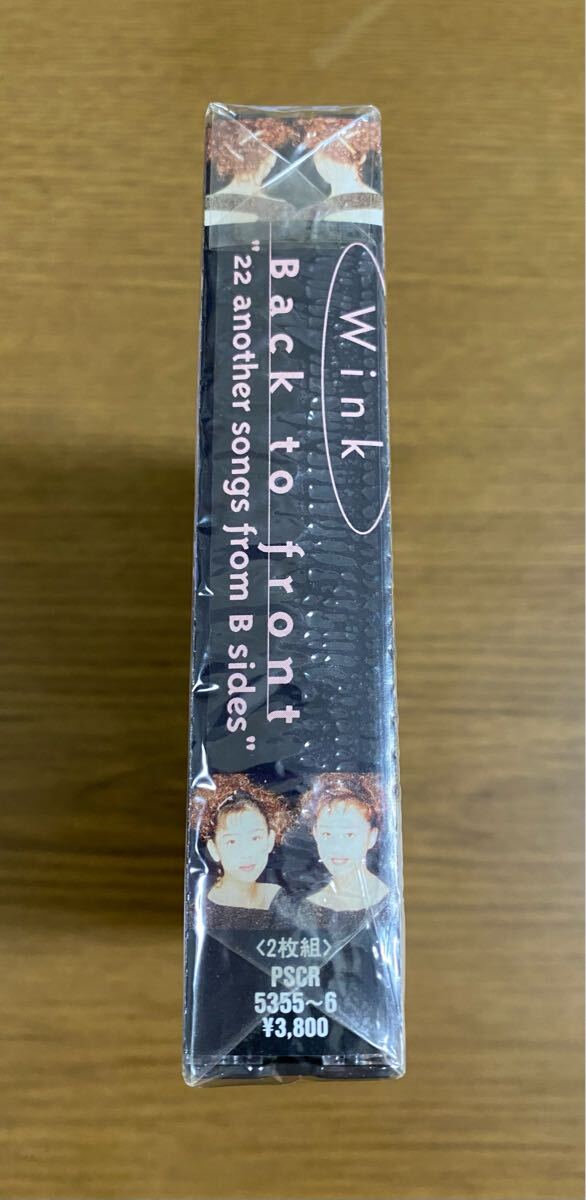 Wink
Back to front
"22 another songs from B sides"
〈2枚組〉
PSCR
5355～6
¥3,800